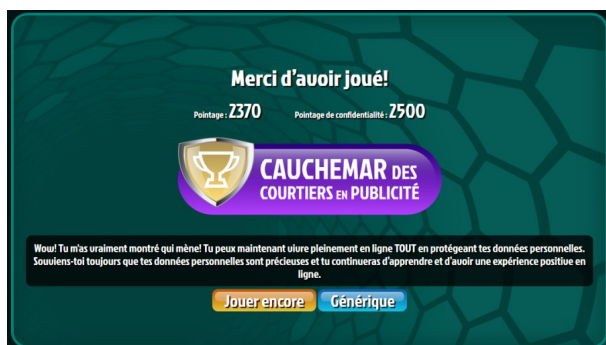 Merci d'avoir joué!
Pointage : 2370 Pointage de confidentialité : 2500
CAUCHEMAR DES
COURTIERS EN PUBLICITÉ
Wow! Tu m'as vraiment montré qui mène! Tu peux maintenant vivre pleinement en ligne TOUT en protégeant tes données personnelles.
Souviens-toi toujours que tes données personnelles sont précieuses et tu continueras d'apprendre et d'avoir une expérience positive en
ligne.
Jouer encore Générique